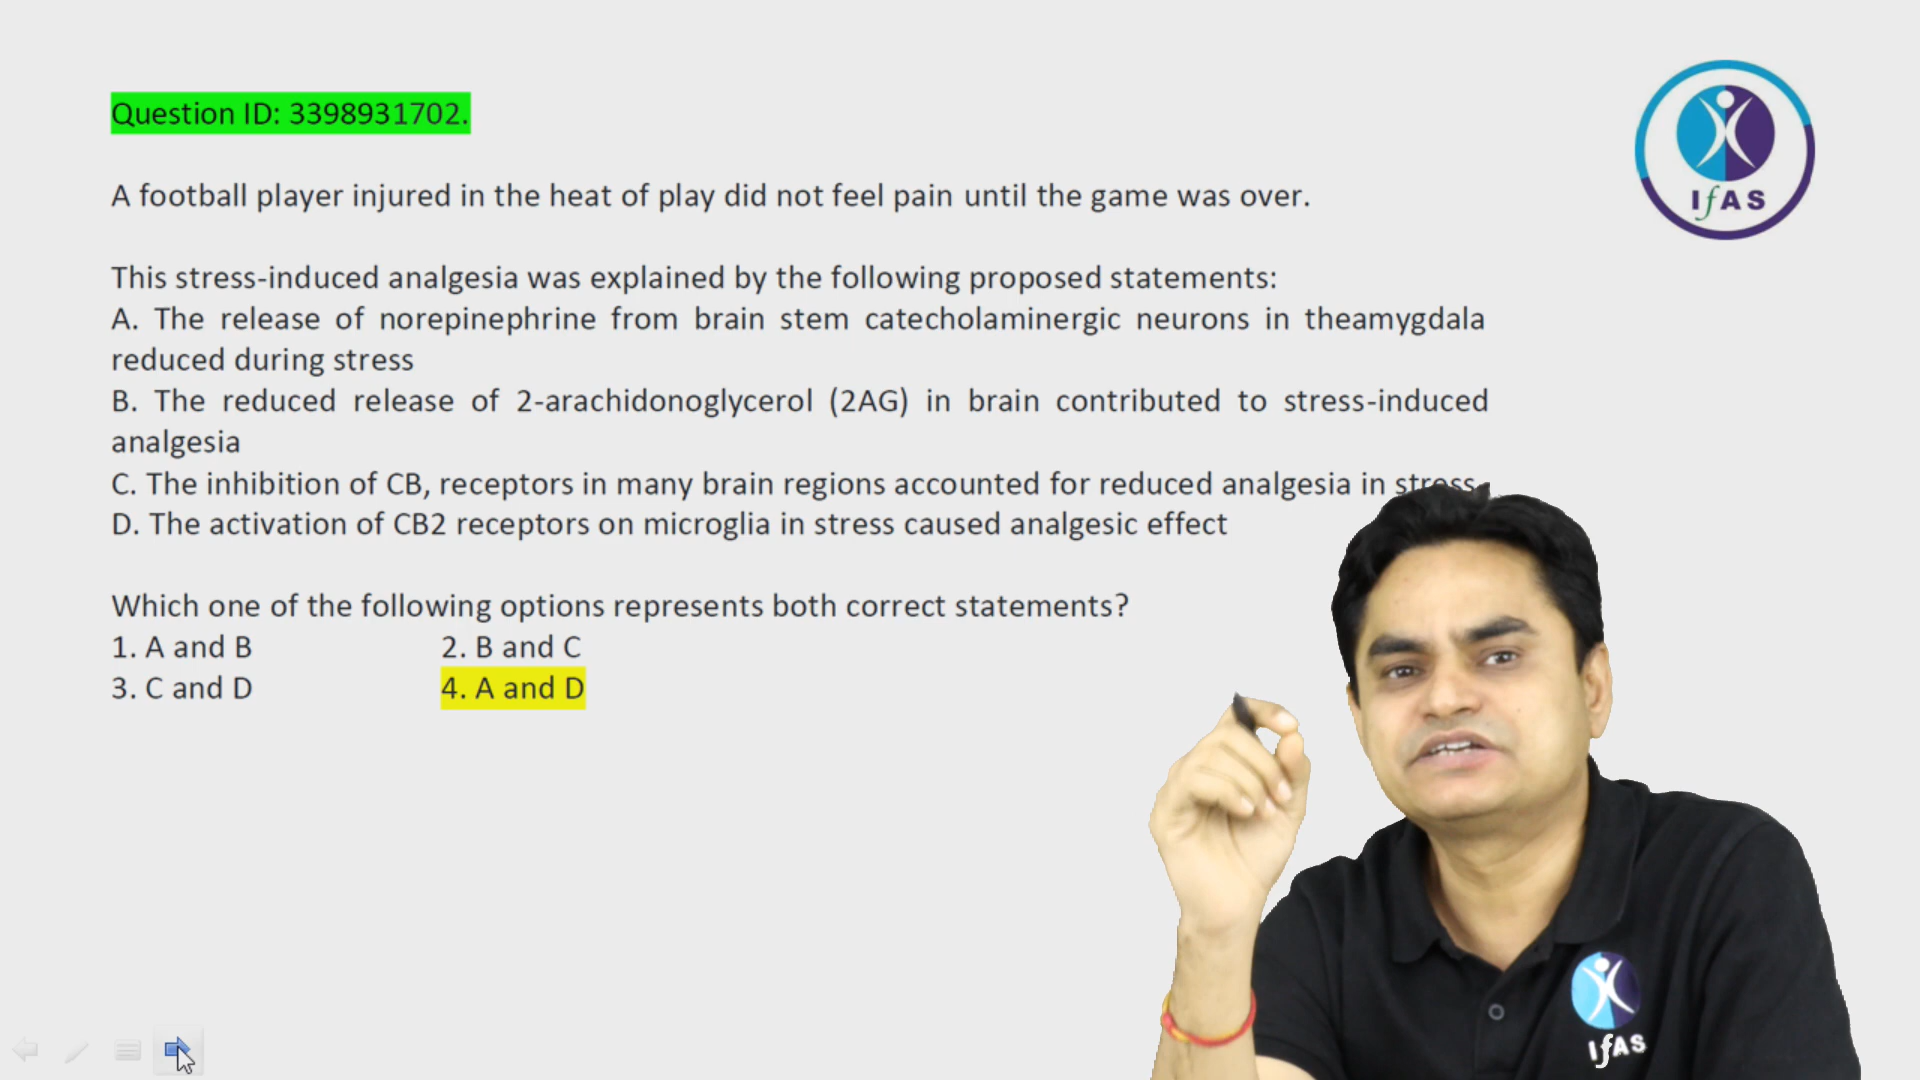 Question ID: 3398931702.
IfAS
A football player injured in the heat of play did not feel pain until the game was over.
This stress-induced analgesia was explained by the following proposed statements:
A. The release of norepinephrine from brain stem catecholaminergic neurons in theamygdala
reduced during stress
B. The reduced release of 2-arachidonoglycerol (2AG) in brain contributed to stress-induced
analgesia
C. The inhibition of CB, receptors in many brain regions accounted for reduced analgesia in stress
D. The activation of CB2 receptors on microglia in stress caused analgesic effect
Which one of the following options represents both correct statements?
1. A and B 2. B and C
3. C and D 4. A and D
IfAS